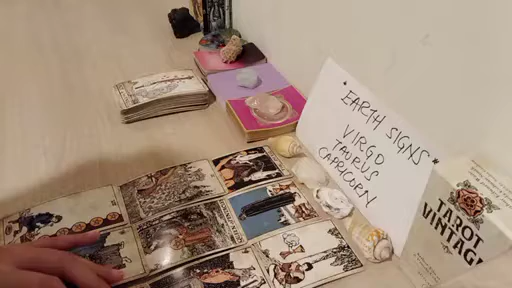 *EARTH SIGNS*
VIRGO
TAURUS
CAPRICORN
TAROT
VINTAGE